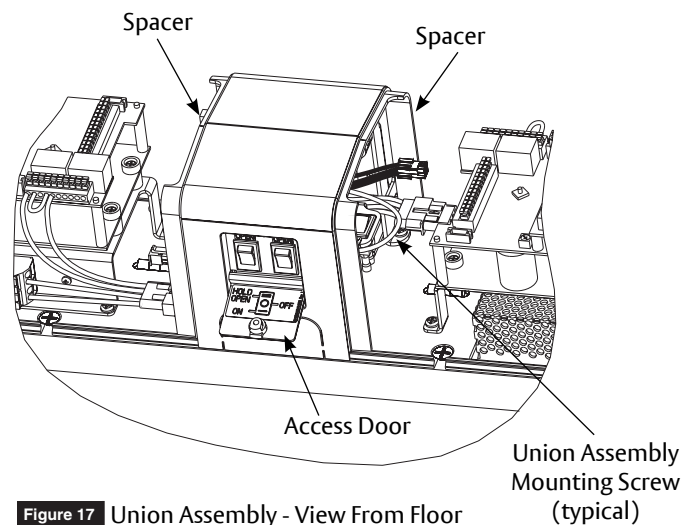 Spacer
Spacer
HOLD
OPEN
OFF
ON
Access Door
Union Assembly
Mounting Screw
(typical)
Figure 17 Union Assembly - View From Floor